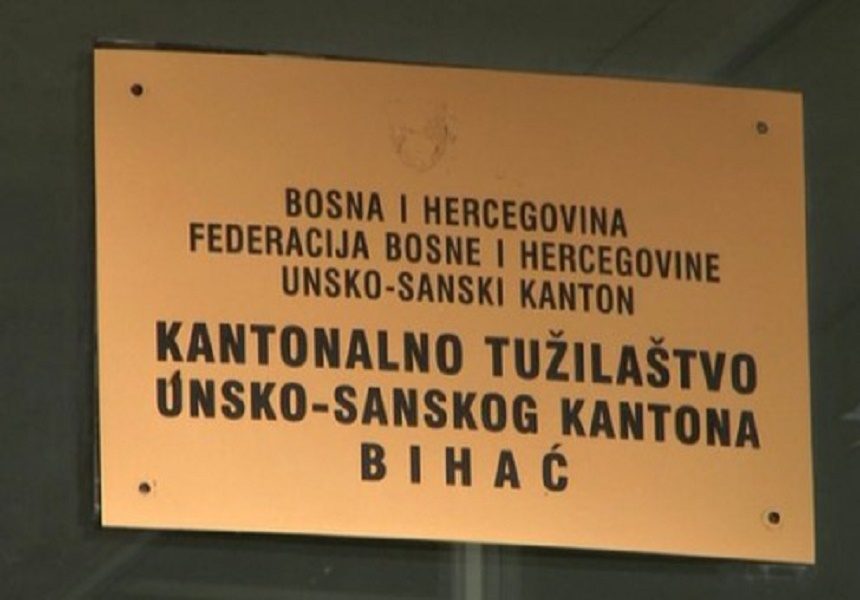 BOSNA I HERCEGOVINA
FEDERACIJA BOSNE I HERCEGOVINE
UNSKO-SANSKI KANTON
KANTONALNO TUŽILAŠTVO
UNSKO-SANSKOG KANTONA
BIHAĆ